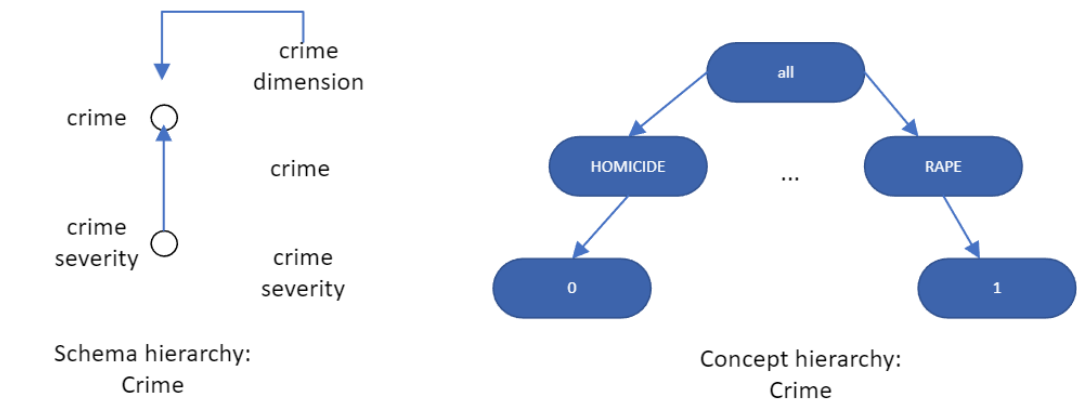 crime
dimension
crime
crime
crime
severity
crime
severity
Schema hierarchy:
Crime
all
HOMICIDE
...
RAPE
0
1
Concept hierarchy:
Crime